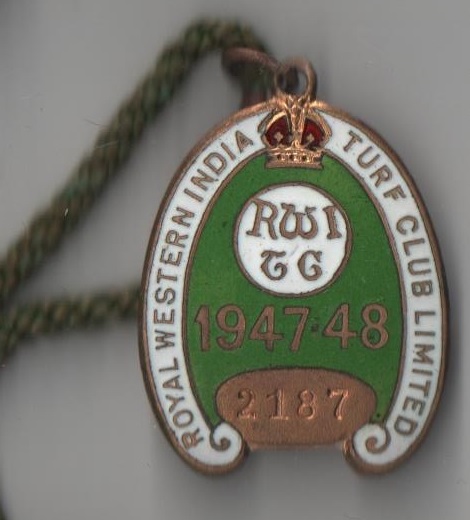 ROYAL WESTERN INDIA TURF CLUB LIMITED
RWI
TC
1947-48
2187